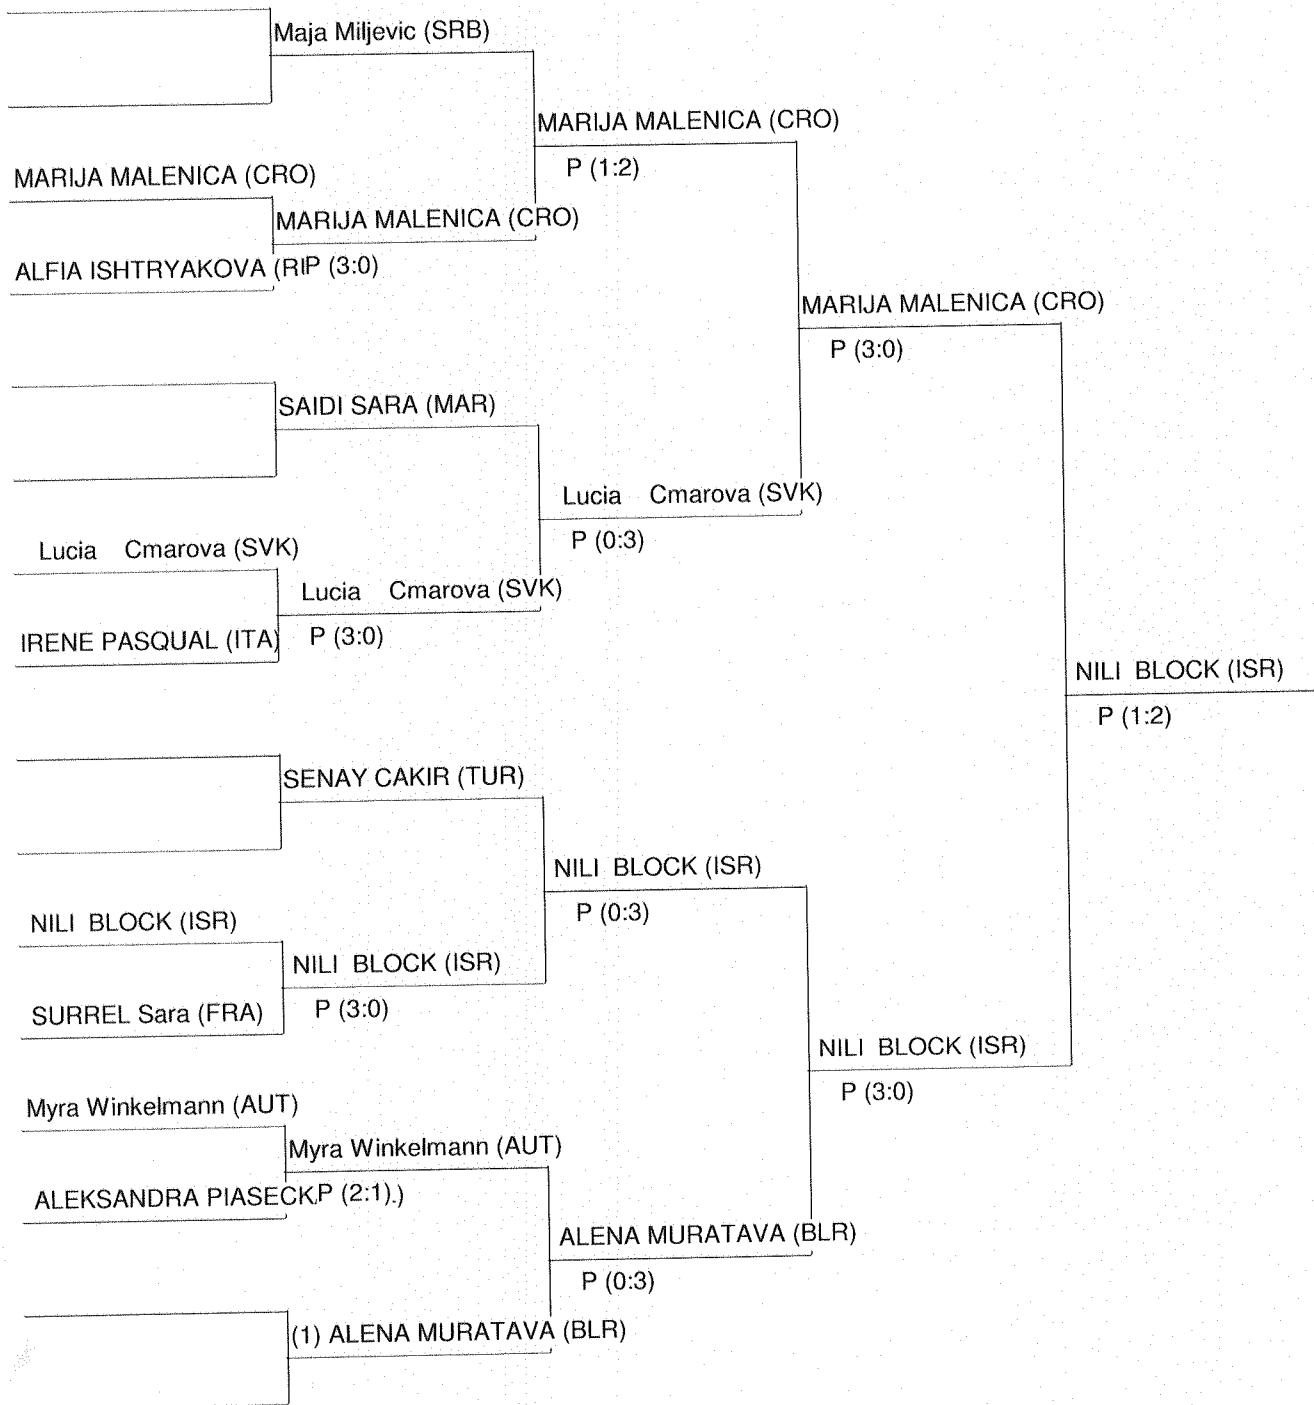 Maja Miljevic (SRB)
MARIJA MALENICA (CRO)
P (1:2)
MARIJA MALENICA (CRO)
MARIJA MALENICA (CRO)
ALFIA ISHTRYAKOVA (RIP (3:0)
MARIJA MALENICA (CRO)
P (3:0)
SAIDI SARA (MAR)
Lucia Cmarova (SVK)
P (0:3)
Lucia Cmarova (SVK)
Lucia Cmarova (SVK)
IRENE PASQUAL (ITA) P (3:0)
NILI BLOCK (ISR)
P (1:2)
SENAY CAKIR (TUR)
NILI BLOCK (ISR)
P (0:3)
NILI BLOCK (ISR)
NILI BLOCK (ISR)
SURREL Sara (FRA) P (3:0)
NILI BLOCK (ISR)
P (3:0)
Myra Winkelmann (AUT)
Myra Winkelmann (AUT)
ALEKSANDRA PIASECK P (2:1).)
ALENA MURATAVA (BLR)
P (0:3)
(1) ALENA MURATAVA (BLR)